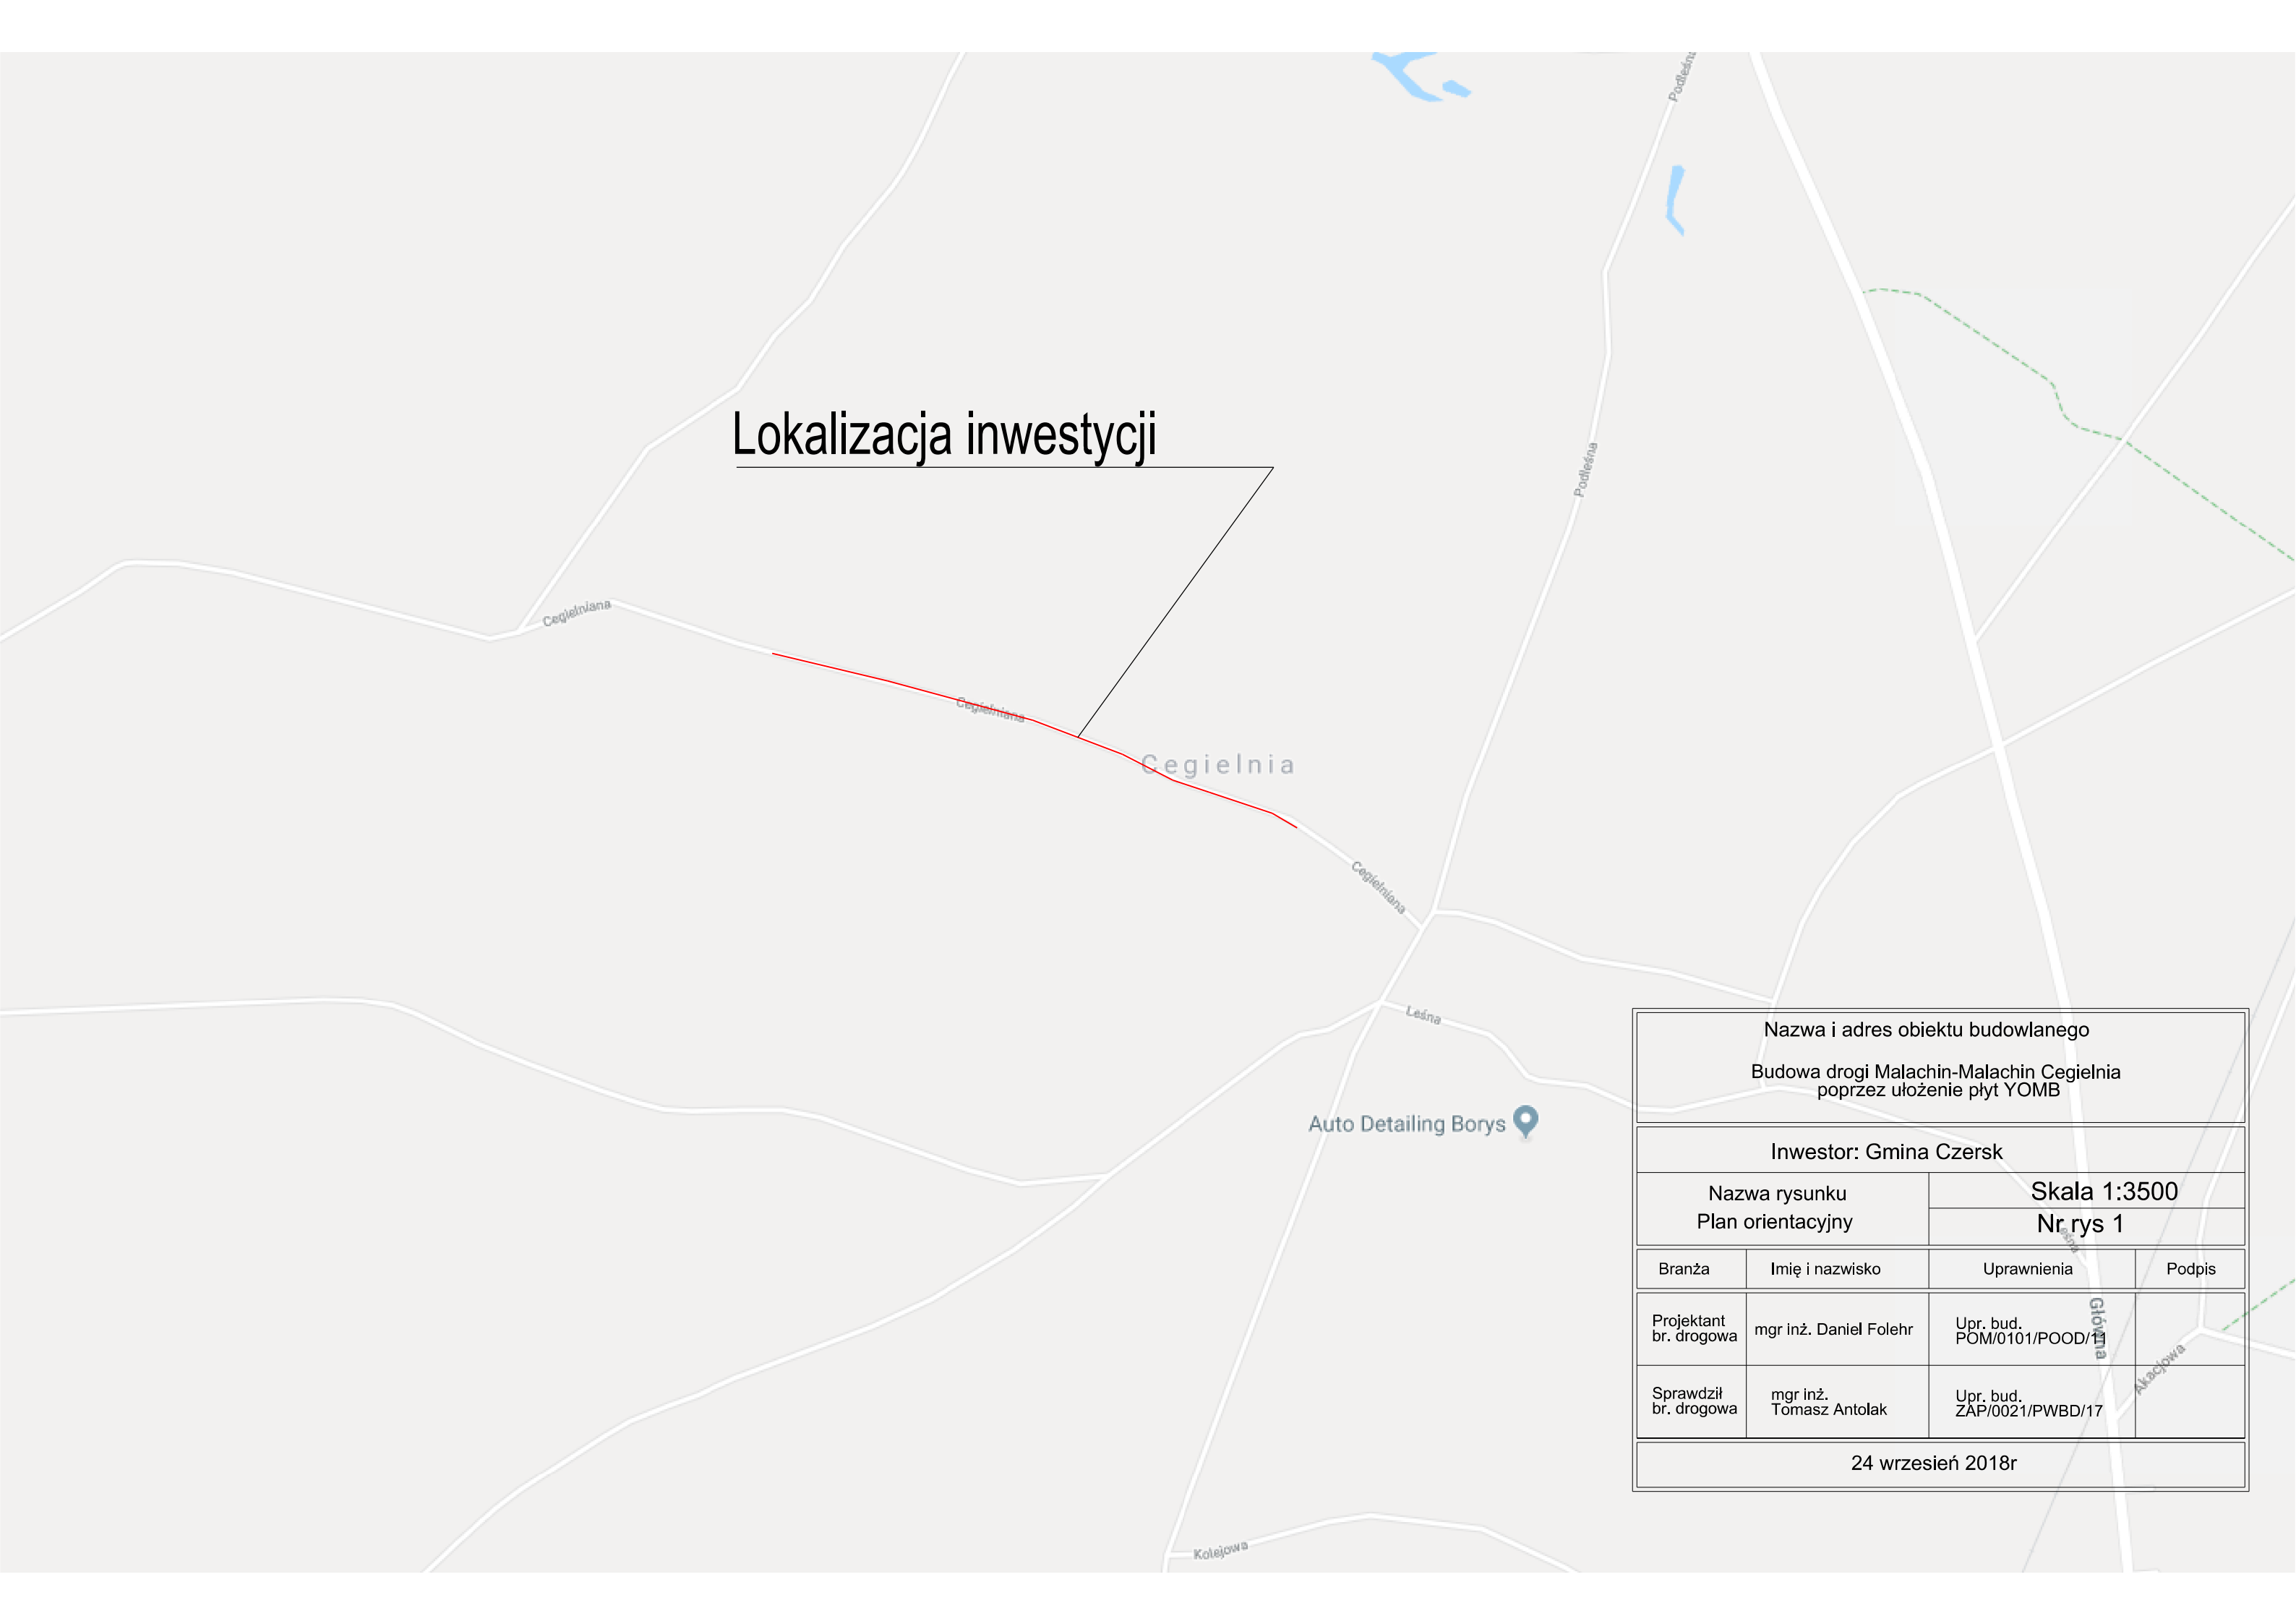 Podleśna
Lokalizacja inwestycji
Podleśna
Cegielniana
Cegielniana
Cegielnia
Cegielniana
Leśna
Auto Detailing Borys
Nazwa i adres obiektu budowlanego
Budowa drogi Malachin-Malachin Cegielnia
poprzez ułożenie płyt YOMB
Inwestor: Gmina Czersk
Nazwa rysunku
Plan orientacyjny
Skala 1:3500
Nr rys 1
Leśna
Branża
Imię i nazwisko
Uprawnienia
Podpis
Projektant
br. drogowa
mgr inż. Daniel Folehr
Upr. bud.
POM/0101/POOD/11
Główna
Akacjowa
Sprawdził
br. drogowa
mgr inż.
Tomasz Antolak
Upr. bud.
ZAP/0021/PWBD/17
24 wrzesień 2018r
Kolejowa